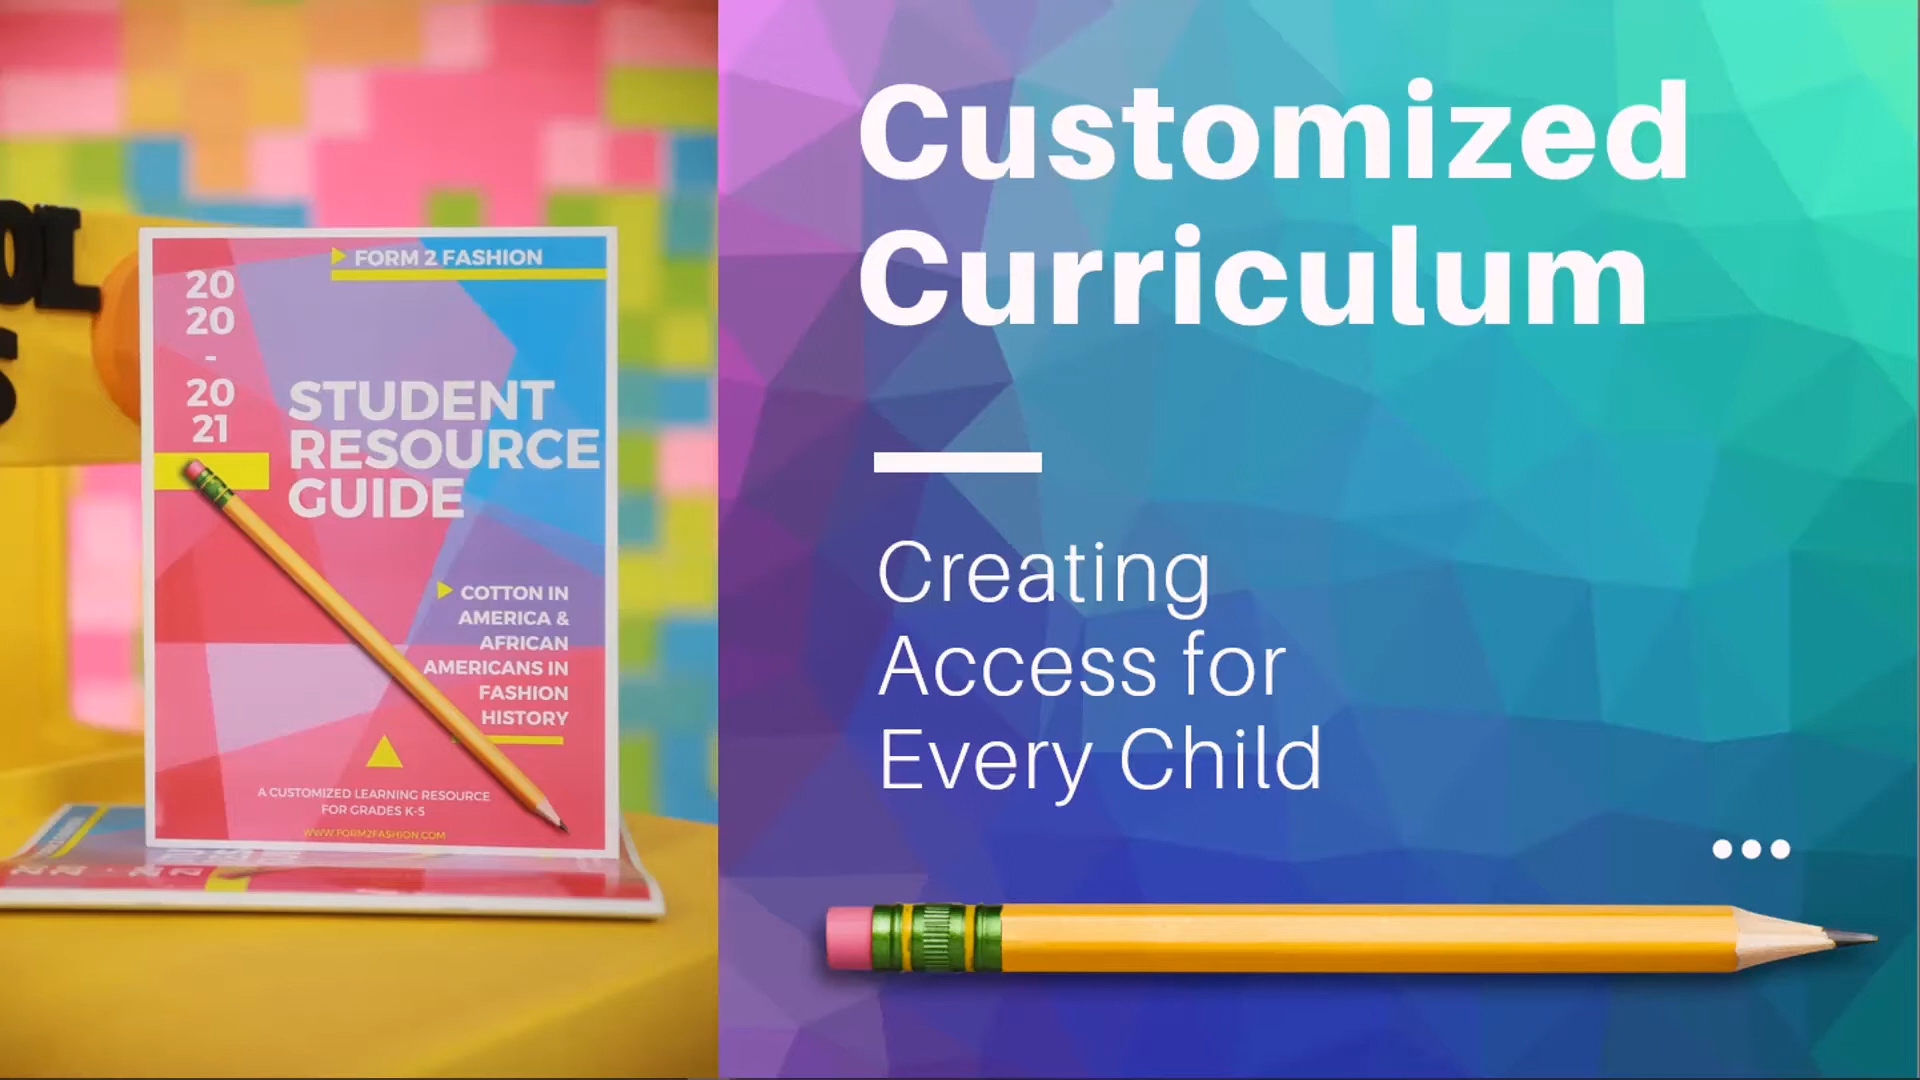 FORM 2 FASHION
20
20
-
20
21
STUDENT
RESOURCE
GUIDE
COTTON IN
AMERICA &
AFRICAN
AMERICANS IN
FASHION
HISTORY
A CUSTOMIZED LEARNING RESOURCE
FOR GRADES K-5
WWW.FORM2FASHION.COM
Customized
Curriculum
Creating
Access for
Every Child